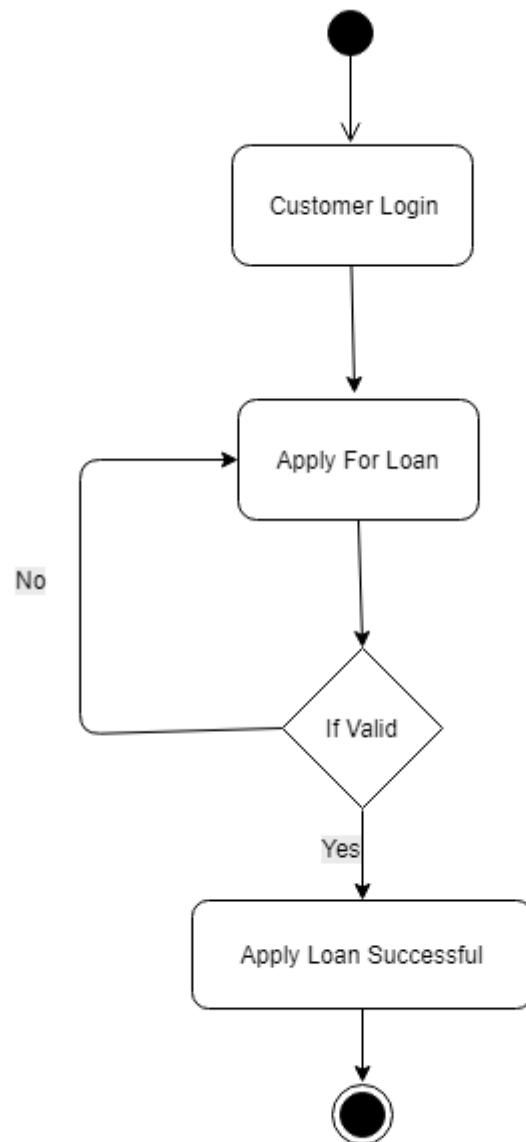 Customer Login
Apply For Loan
No
If Valid
Yes
Apply Loan Successful